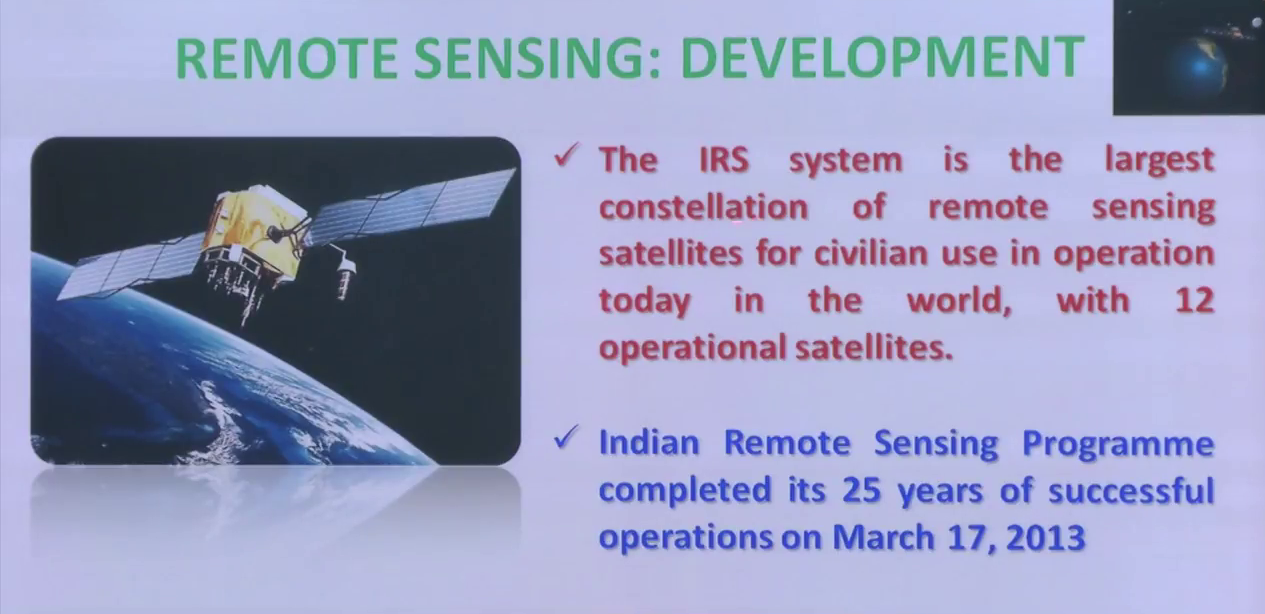 REMOTE SENSING: DEVELOPMENT
✓ The IRS system is the largest
constellation of remote sensing
satellites for civilian use in operation
today in the world, with 12
operational satellites.
✓ Indian Remote Sensing Programme
completed its 25 years of successful
operations on March 17, 2013